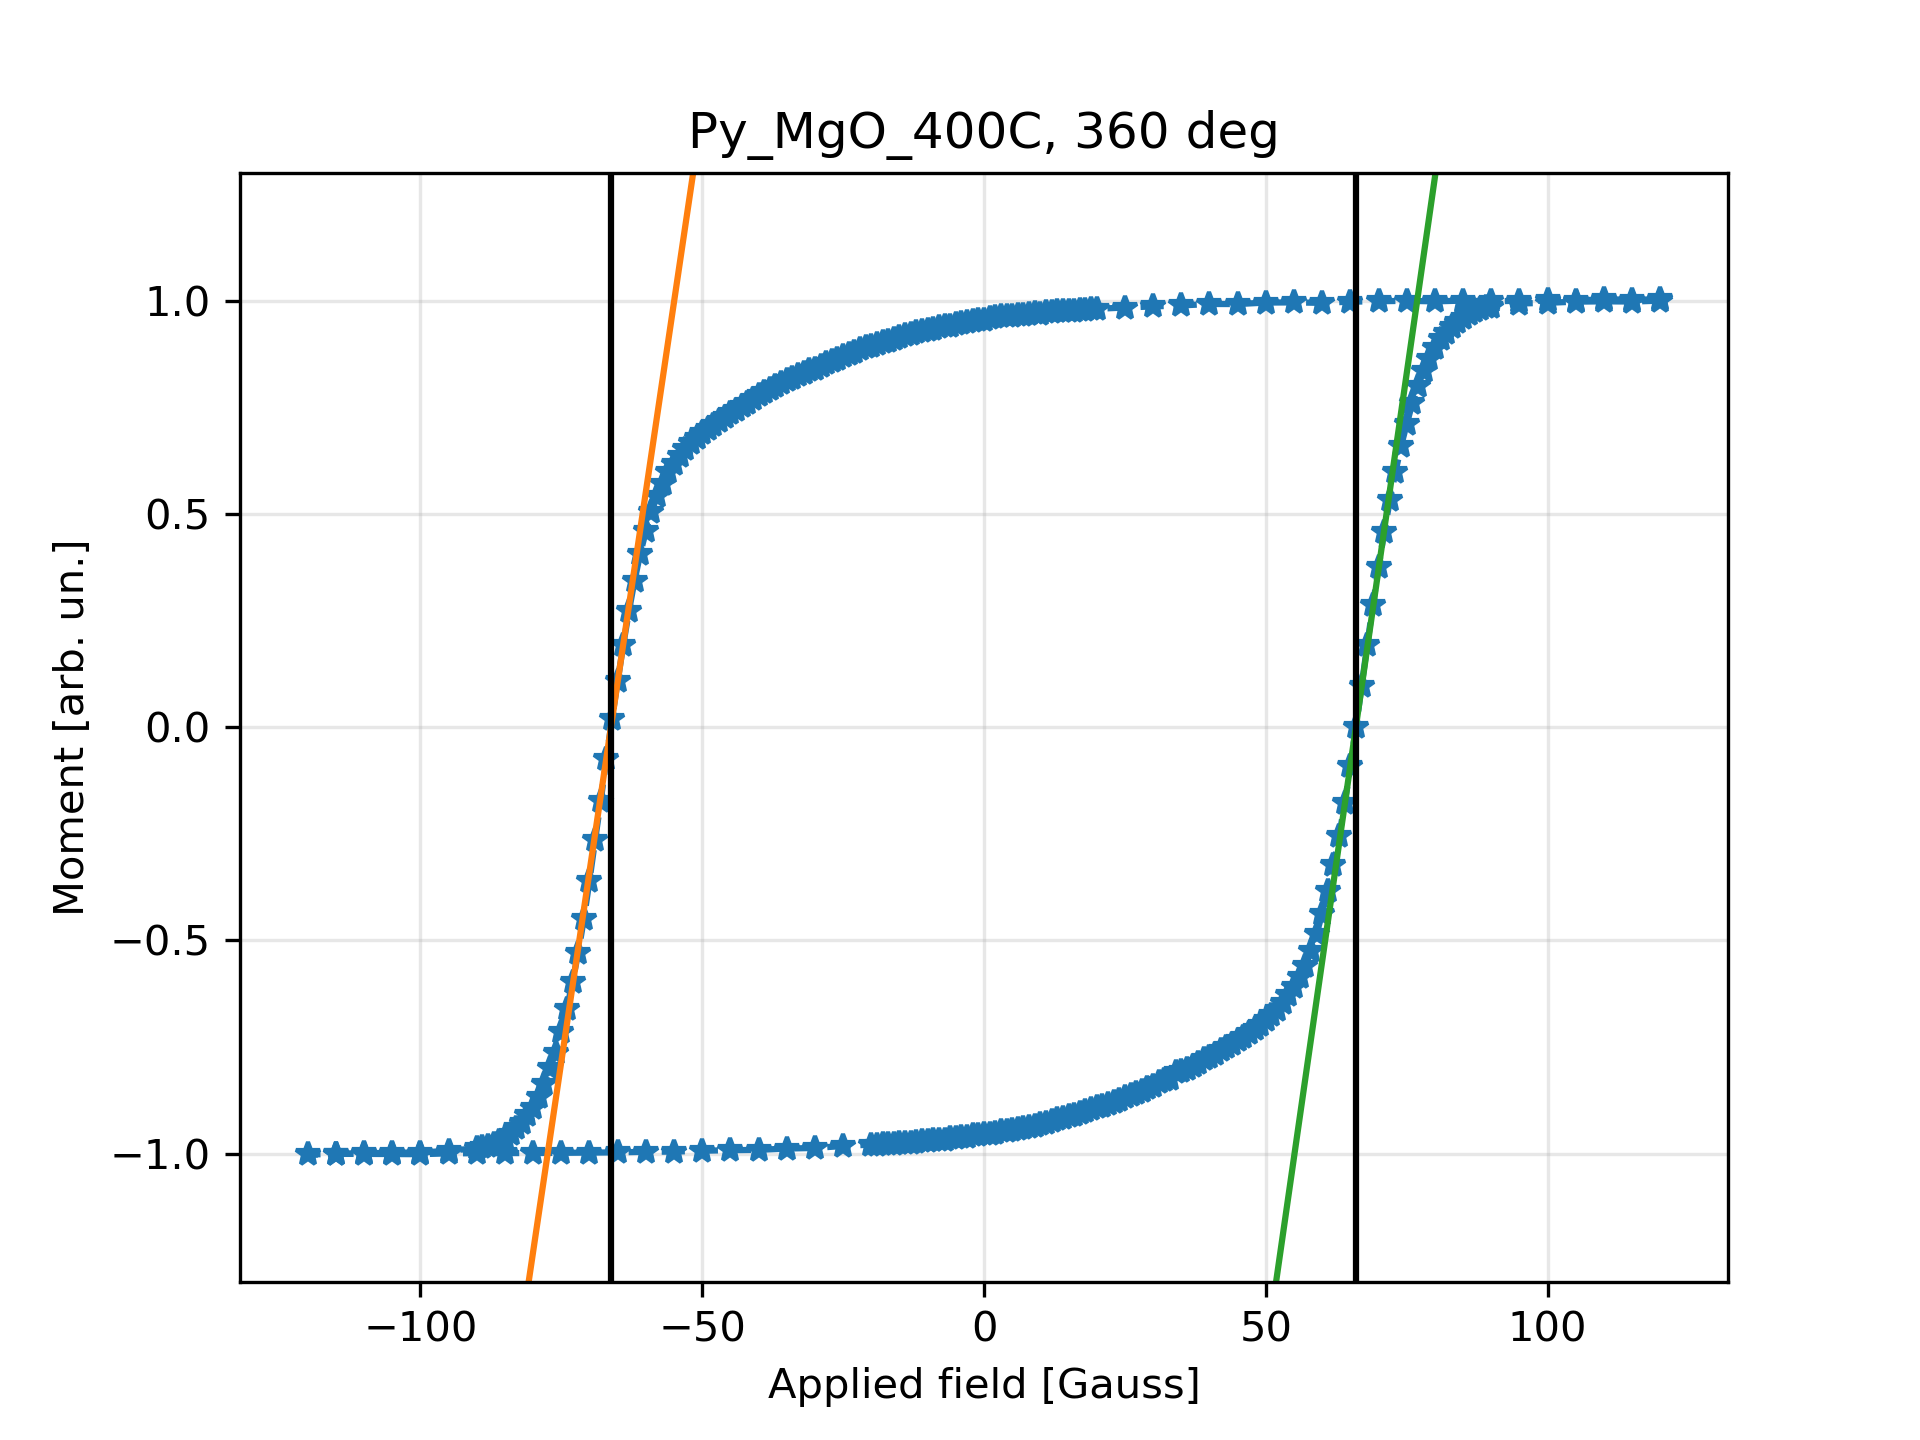 Py_MgO_400C, 360 deg
1.0
0.5
0.0
−0.5
−1.0
Moment [arb. un.]
−100 −50 0 50 100
Applied field [Gauss]